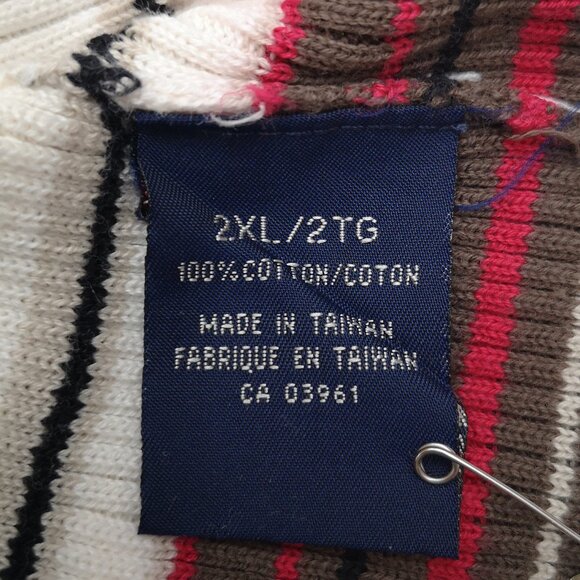 2XL/2TG
100% COTTON/COTON
MADE IN TAIWAN
FABRIQUE EN TAIWAN
CA 03961